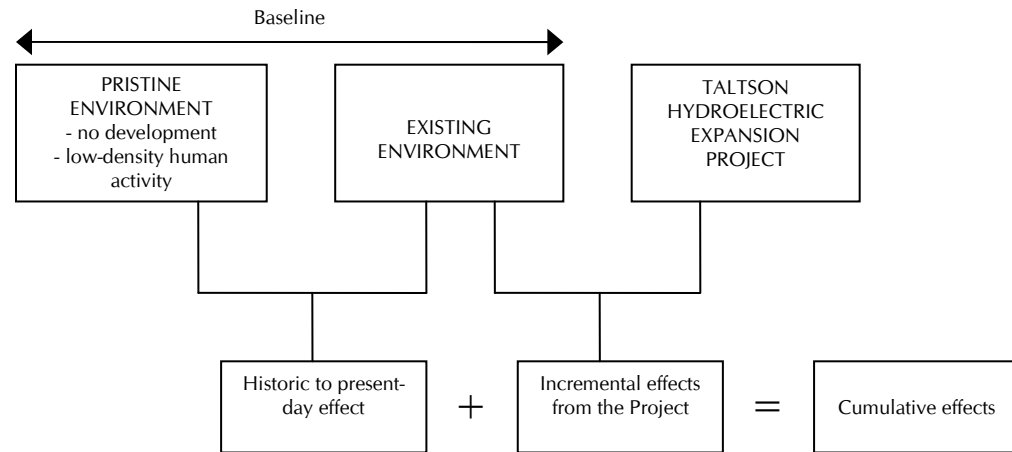 Baseline
PRISTINE
ENVIRONMENT
- no development
- low-density human
activity
EXISTING
ENVIRONMENT
TALTSON
HYDROELECTRIC
EXPANSION
PROJECT
Historic to present-
day effect
+
Incremental effects
from the Project
=
Cumulative effects